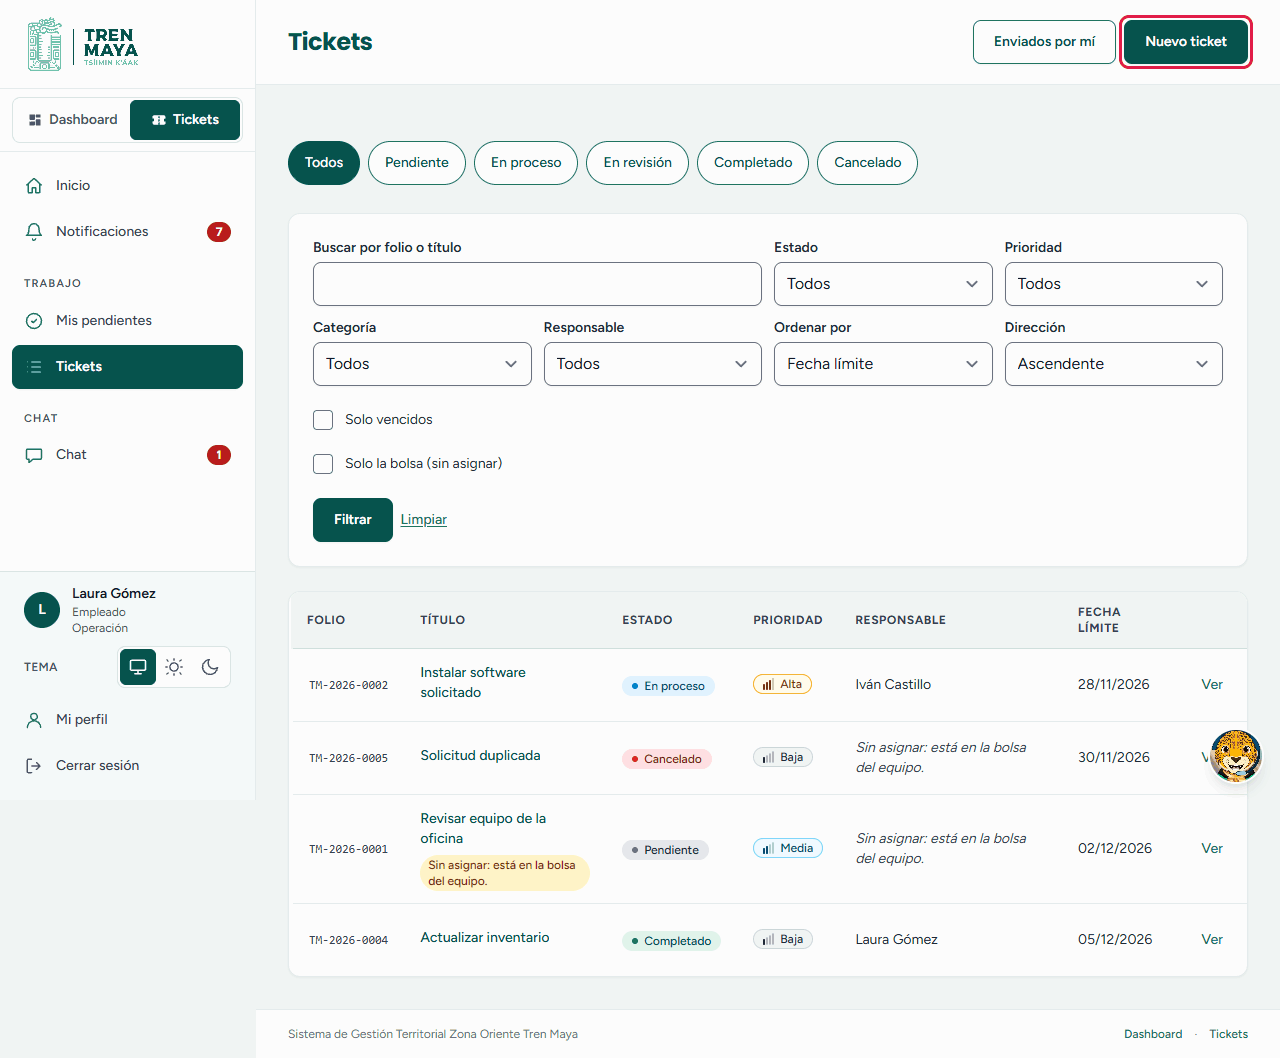 TREN
MAYA
TSÍIMIN K'ÁAK
Tickets
Enviados por mí
Nuevo ticket
Dashboard
Tickets
Inicio
Notificaciones
7
TRABAJO
Mis pendientes
Tickets
CHAT
Chat
1
L
Laura Gómez
Empleado
Operación
TEMA
Mi perfil
Cerrar sesión
Todos
Pendiente
En proceso
En revisión
Completado
Cancelado
Buscar por folio o título
Estado
Prioridad
Todos
Todos
Categoría
Responsable
Ordenar por
Dirección
Todos
Todos
Fecha límite
Ascendente
Solo vencidos
Solo la bolsa (sin asignar)
Filtrar
Limpiar
FOLIO
TÍTULO
ESTADO
PRIORIDAD
RESPONSABLE
FECHA
LÍMITE
TM-2026-0002
Instalar software
solicitado
En proceso
Alta
Iván Castillo
28/11/2026
Ver
TM-2026-0005
Solicitud duplicada
Cancelado
Baja
Sin asignar: está en la bolsa
del equipo.
30/11/2026
TM-2026-0001
Revisar equipo de la
oficina
Sin asignar: está en la bolsa
del equipo.
Pendiente
Media
Sin asignar: está en la bolsa
del equipo.
02/12/2026
Ver
TM-2026-0004
Actualizar inventario
Completado
Baja
Laura Gómez
05/12/2026
Ver
Sistema de Gestión Territorial Zona Oriente Tren Maya
Dashboard · Tickets